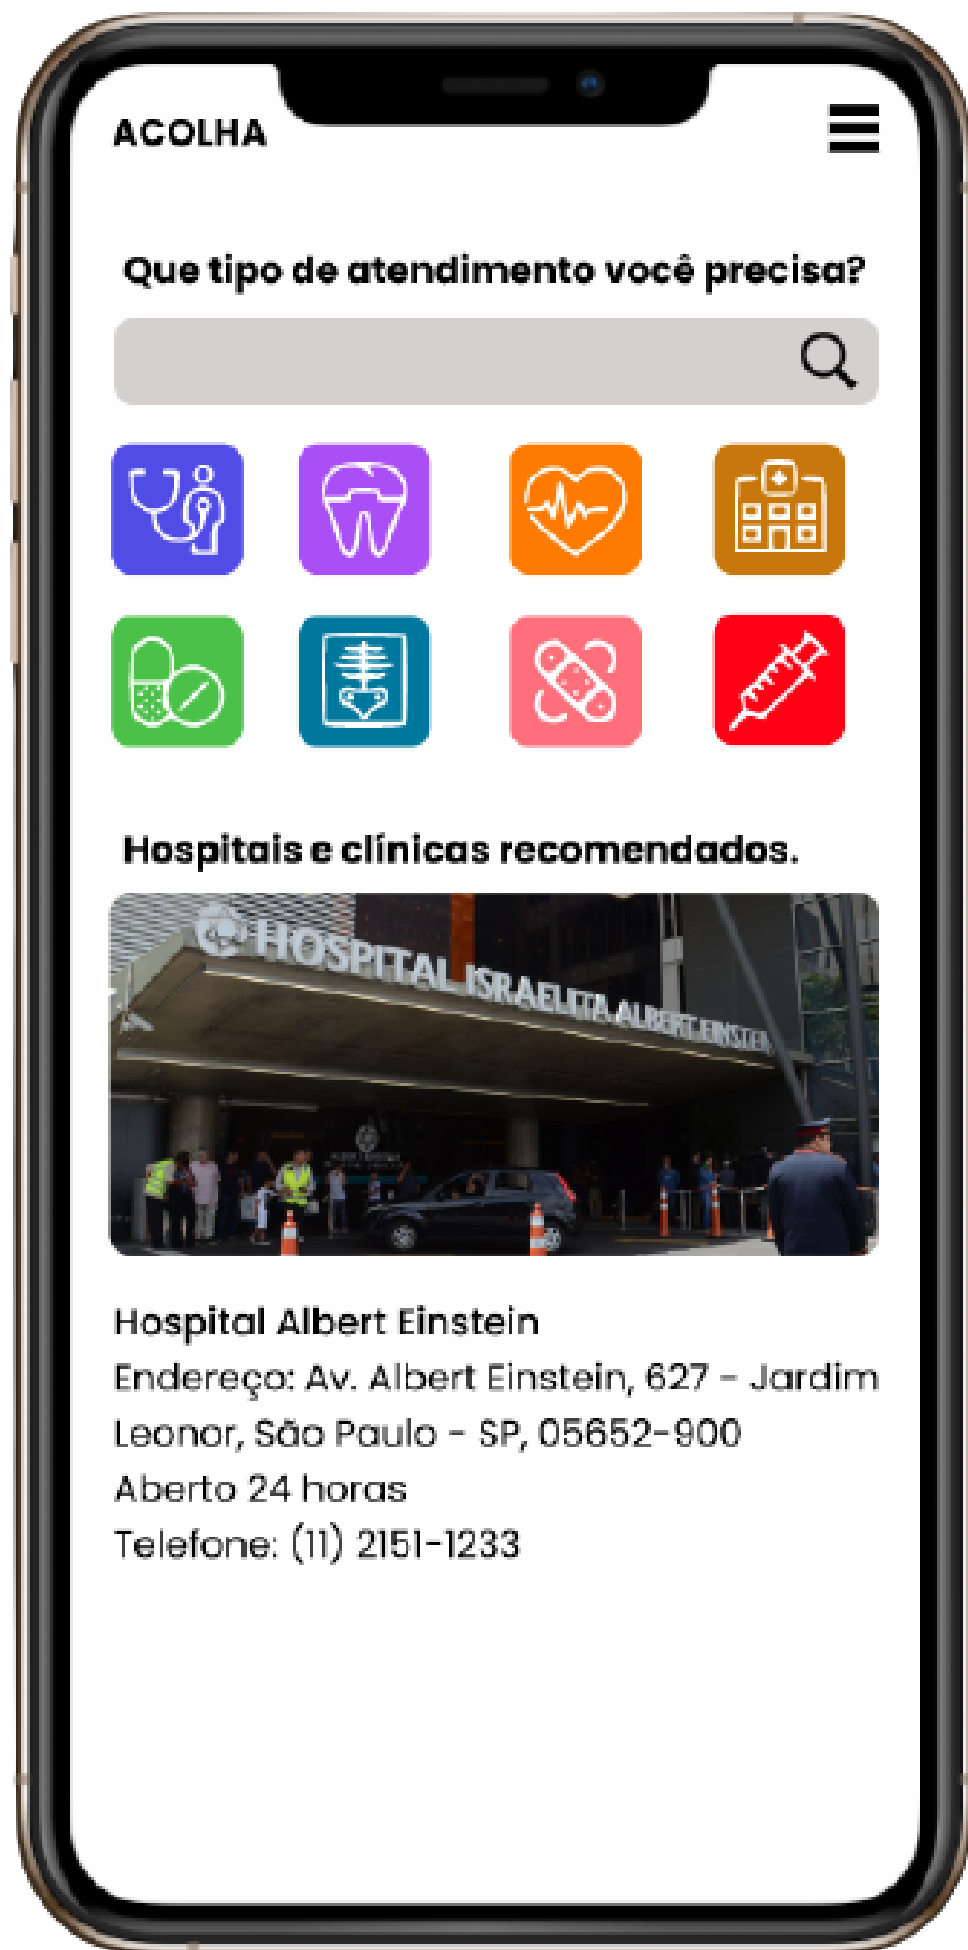 ACOLHA
Que tipo de atendimento você precisa?
Hospitais e clínicas recomendados.
HOSPITAL ISRAELITA ALBERT EINSTEIN
Hospital Albert Einstein
Endereço: Av. Albert Einstein, 627 - Jardim
Leonor, São Paulo - SP, 05652-900
Aberto 24 horas
Telefone: (11) 2151-1233